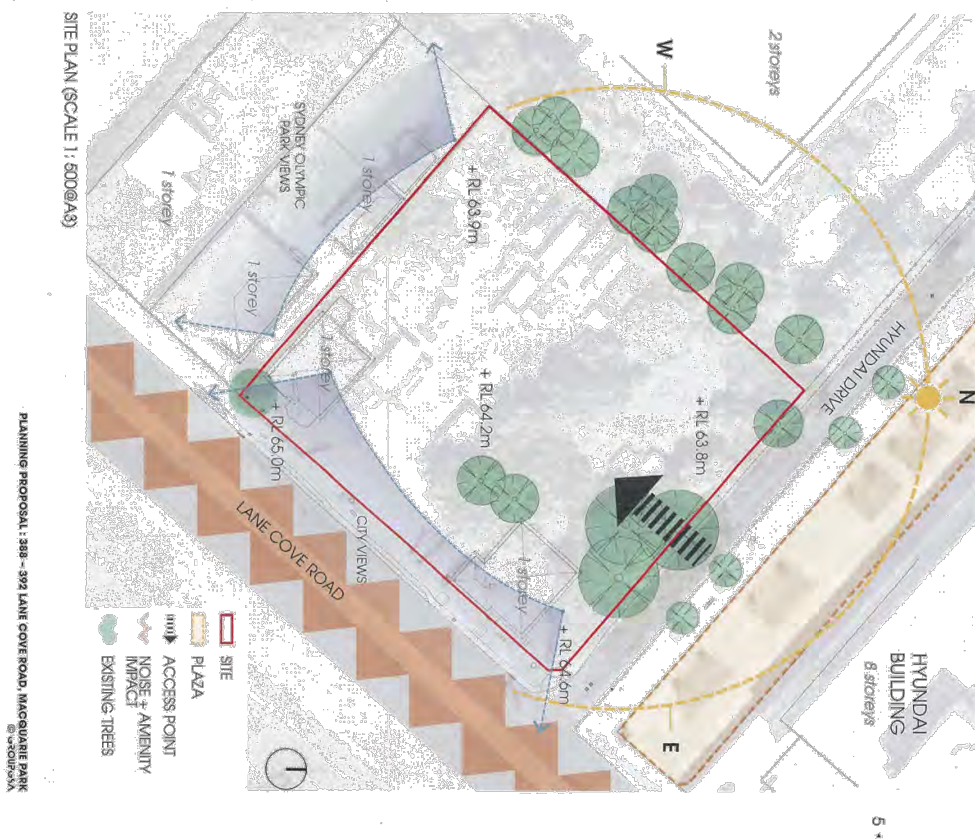 SITE PLAN (SCALE 1: 500@A3)
2 storeys
W
SYDNEY OLYMPIC
PARK VIEWS
1 storey
1 storey
1 storey
1 storey
+ RL 63.9m
HYUNDAI DRIVE
N
+ RL 64.2m
+ RL 63.8m
+ RL 65.0m
LANE COVE ROAD
CITY VIEWS
1 storey
+ RL 64.6m
HYUNDAI
BUILDING
8 storeys
E
SITE
PLAZA
ACCESS POINT
NOISE + AMENITY
IMPACT
EXISTING TREES
PLANNING PROPOSAL : 388 - 392 LANE COVE ROAD, MACQUARIE PARK
© GROUPGSA
5